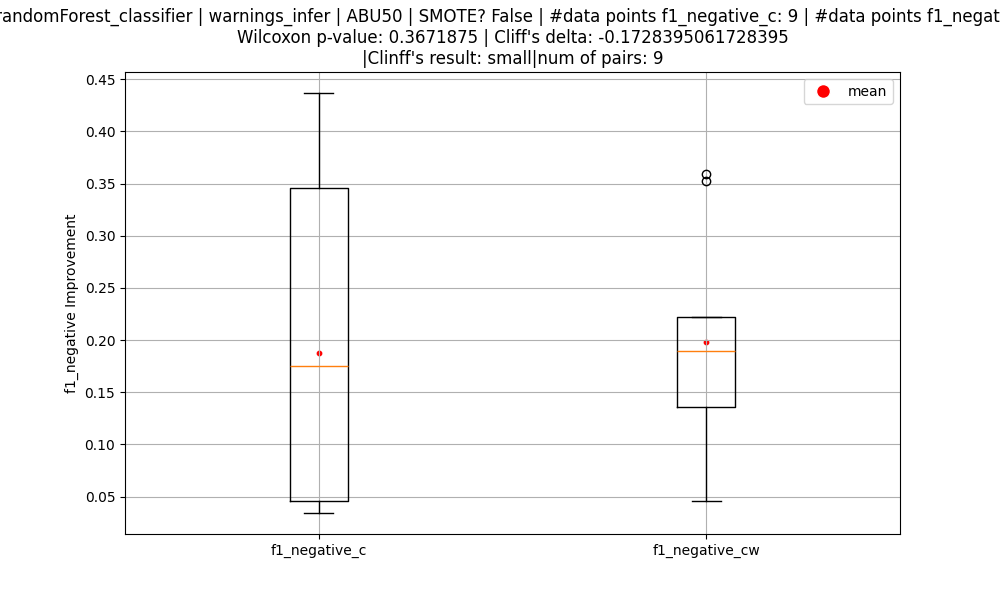 randomForest_classifier | warnings_infer | ABU50 | SMOTE? False | #data points f1_negative_c: 9 | #data points f1_negat
Wilcoxon p-value: 0.3671875 | Cliff's delta: -0.1728395061728395
|Clinff's result: small|num of pairs: 9
mean
f1_negative Improvement
0.45
0.40
0.35
0.30
0.25
0.20
0.15
0.10
0.05
f1_negative_c
f1_negative_cw